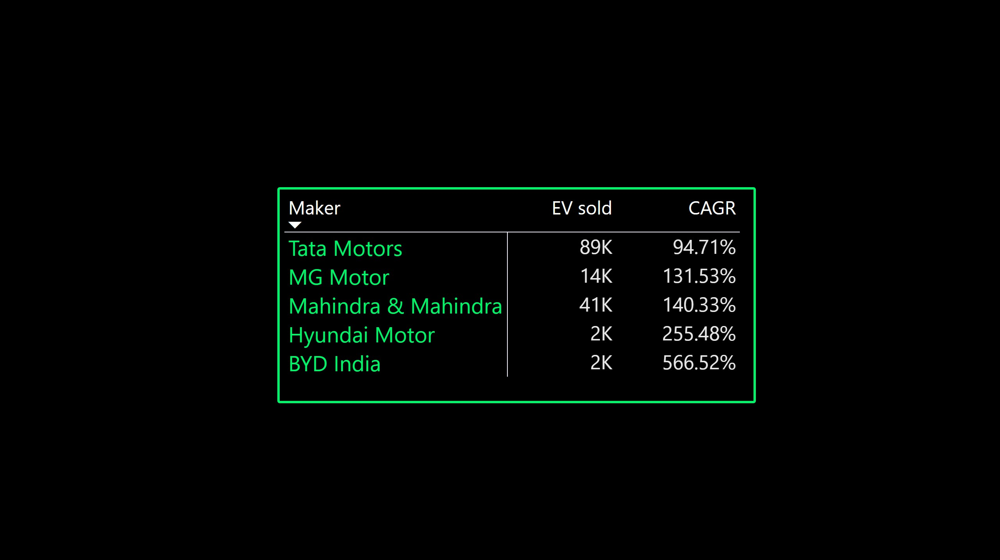 Maker EV sold CAGR
Tata Motors 89K 94.71%
MG Motor 14K 131.53%
Mahindra & Mahindra 41K 140.33%
Hyundai Motor 2K 255.48%
BYD India 2K 566.52%